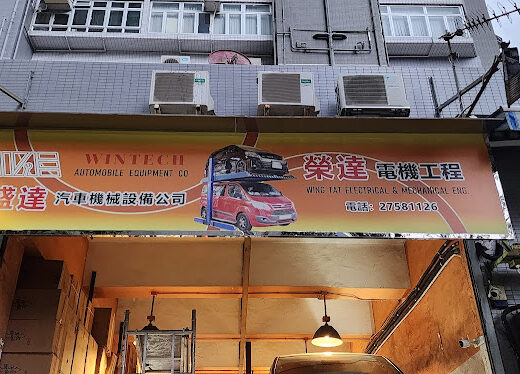 WINTECH
AUTOMOBILE EQUIPMENT CO
達 汽車機械設備公司
榮達 電機工程
WING TAT ELECTRICAL & MECHANICAL ENG.
電話: 27581126